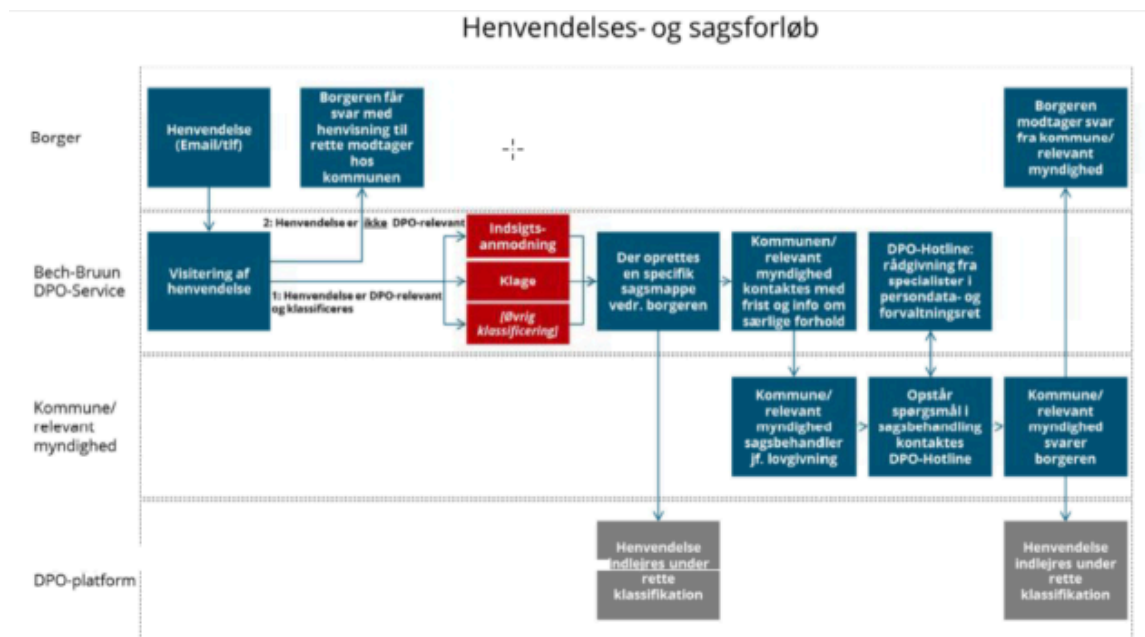 Henvendelses- og sagsforløb
Borger
Henvendelse
(Email/tlf)
Borgeren får
svar med
henvisning til
rette modtager
hos
kommunen
Borgeren
modtager svar
fra kommune/
relevant
myndighed
Bech-Bruun
DPO-Service
Visitering af
henvendelse
2: Henvendelse er ikke DPO-relevant
1: Henvendelse er DPO-relevant
og klassificeres
Indsigts-
anmodning
Klage
[Øvrig
klassificering]
Der oprettes
en specifik
sagsmappe
vedr. borgeren
Kommunen/
relevant
myndighed
kontaktes med
frist og info om
særlige forhold
DPO-Hotline:
rådgivning fra
specialister i
persondata- og
forvaltningsret
Kommune/
relevant
myndighed
Kommune/
relevant
myndighed
sagsbehandler
jf. lovgivning
Opstår
spørgsmål i
sagsbehandling
kontaktes
DPO-Hotline
Kommune/
relevant
myndighed
svarer
borgeren
DPO-platform
Henvendelse
indlejres under
rette
klassifikation
Henvendelse
indlejres under
rette
klassifikation